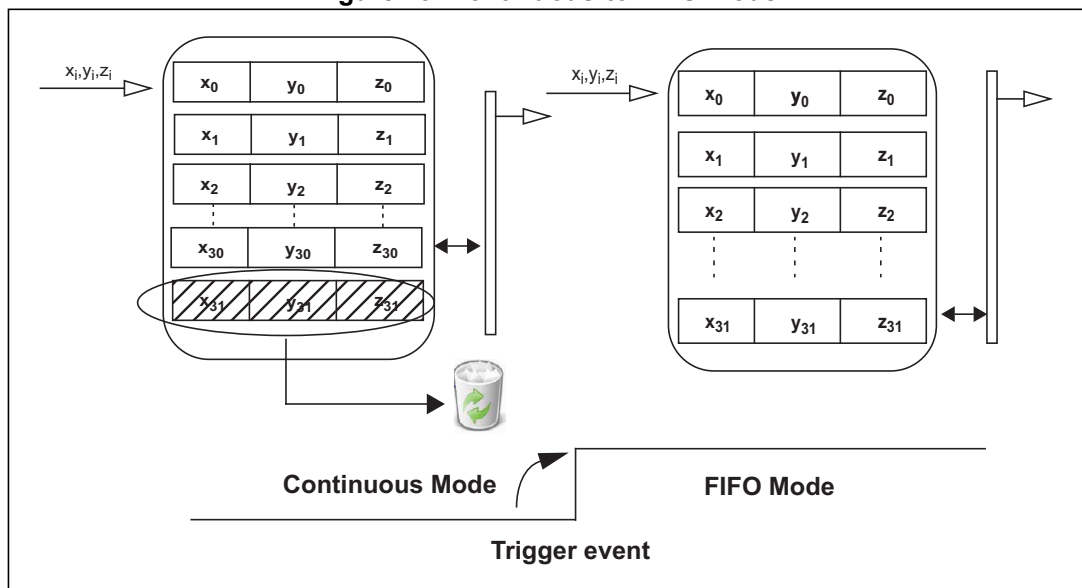 xi,yi,zi
x0 y0 z0
x1 y1 z1
x2 y2 z2
x30 y30 z30
x31 y31 z31
xi,yi,zi
x0 y0 z0
x1 y1 z1
x2 y2 z2
x31 y31 z31
Continuous Mode
FIFO Mode
Trigger event